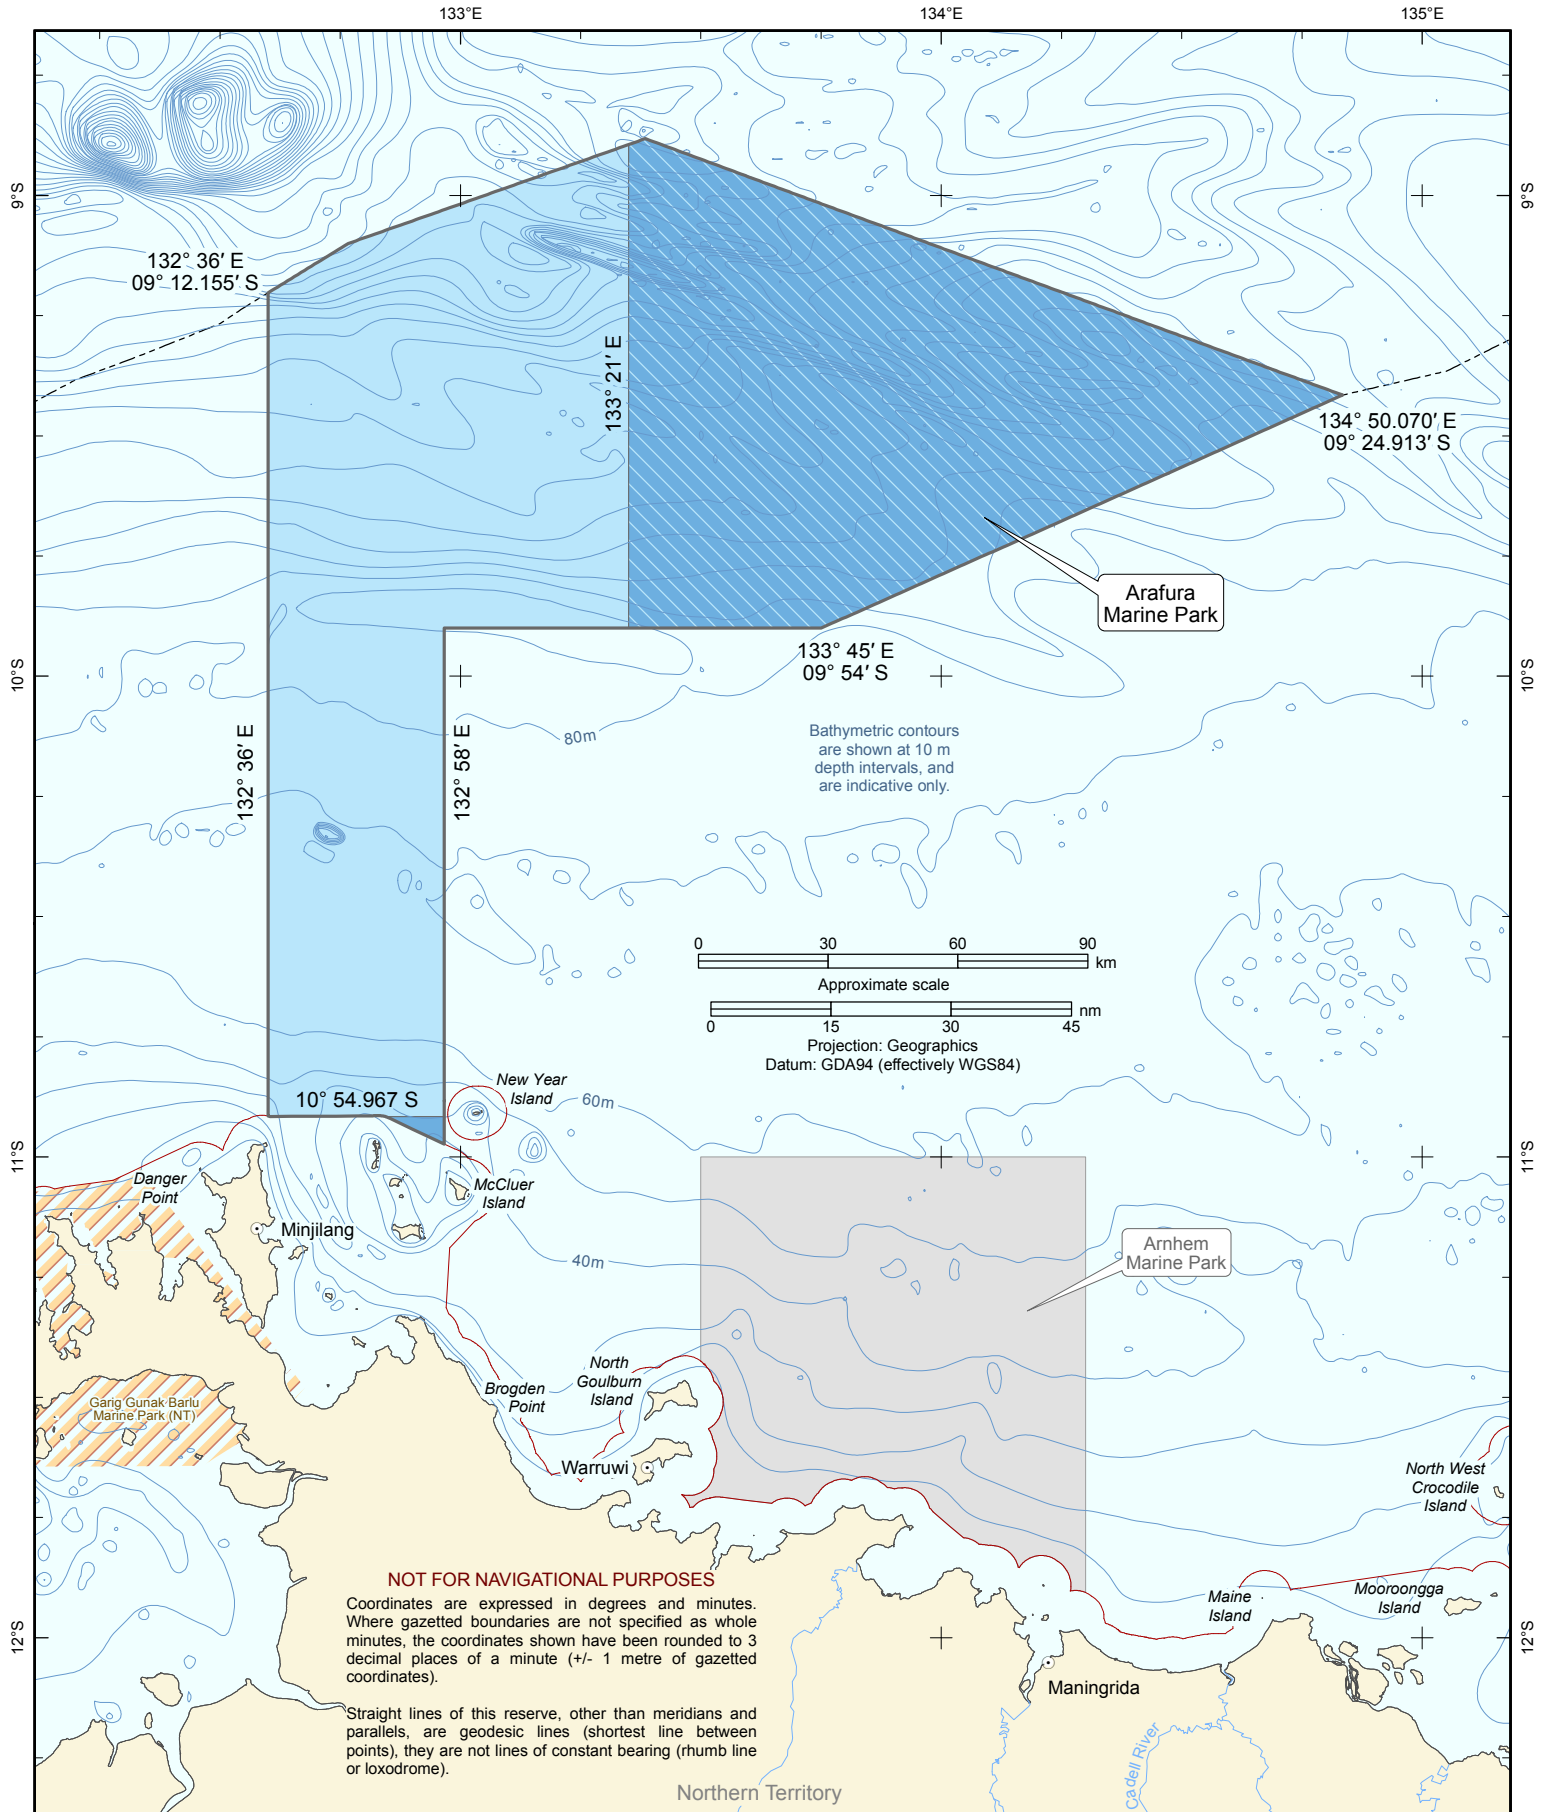 133°E
134°E
135°E
9°S
9°S
132° 36′ E
09° 12.155′ S
133° 21′ E
134° 50.070′ E
09° 24.913′ S
Arafura
Marine Park
133° 45′ E
09° 54′ S
10°S
10°S
80m
Bathymetric contours
are shown at 10 m
depth intervals, and
are indicative only.
132° 36′ E
132° 58′ E
0 30 60 90
km
Approximate scale
nm
0 15 30 45
Projection: Geographics
Datum: GDA94 (effectively WGS84)
New Year
Island
10° 54.967 S
60m
11°S
11°S
Danger
Point
McCluer
Island
Minjilang
40m
Arnhem
Marine Park
North
Goulburn
Island
Brogden
Point
Garig Gunak Barlu
Marine Park (NT)
Warruwi
North West
Crocodile
Island
NOT FOR NAVIGATIONAL PURPOSES
Coordinates are expressed in degrees and minutes.
Where gazetted boundaries are not specified as whole
minutes, the coordinates shown have been rounded to 3
decimal places of a minute (+/- 1 metre of gazetted
coordinates).
Maine
Island
Mooroongga
Island
12°S
12°S
Maningrida
Straight lines of this reserve, other than meridians and
parallels, are geodesic lines (shortest line between
points), they are not lines of constant bearing (rhumb line
or loxodrome).
Cadell River
Northern Territory